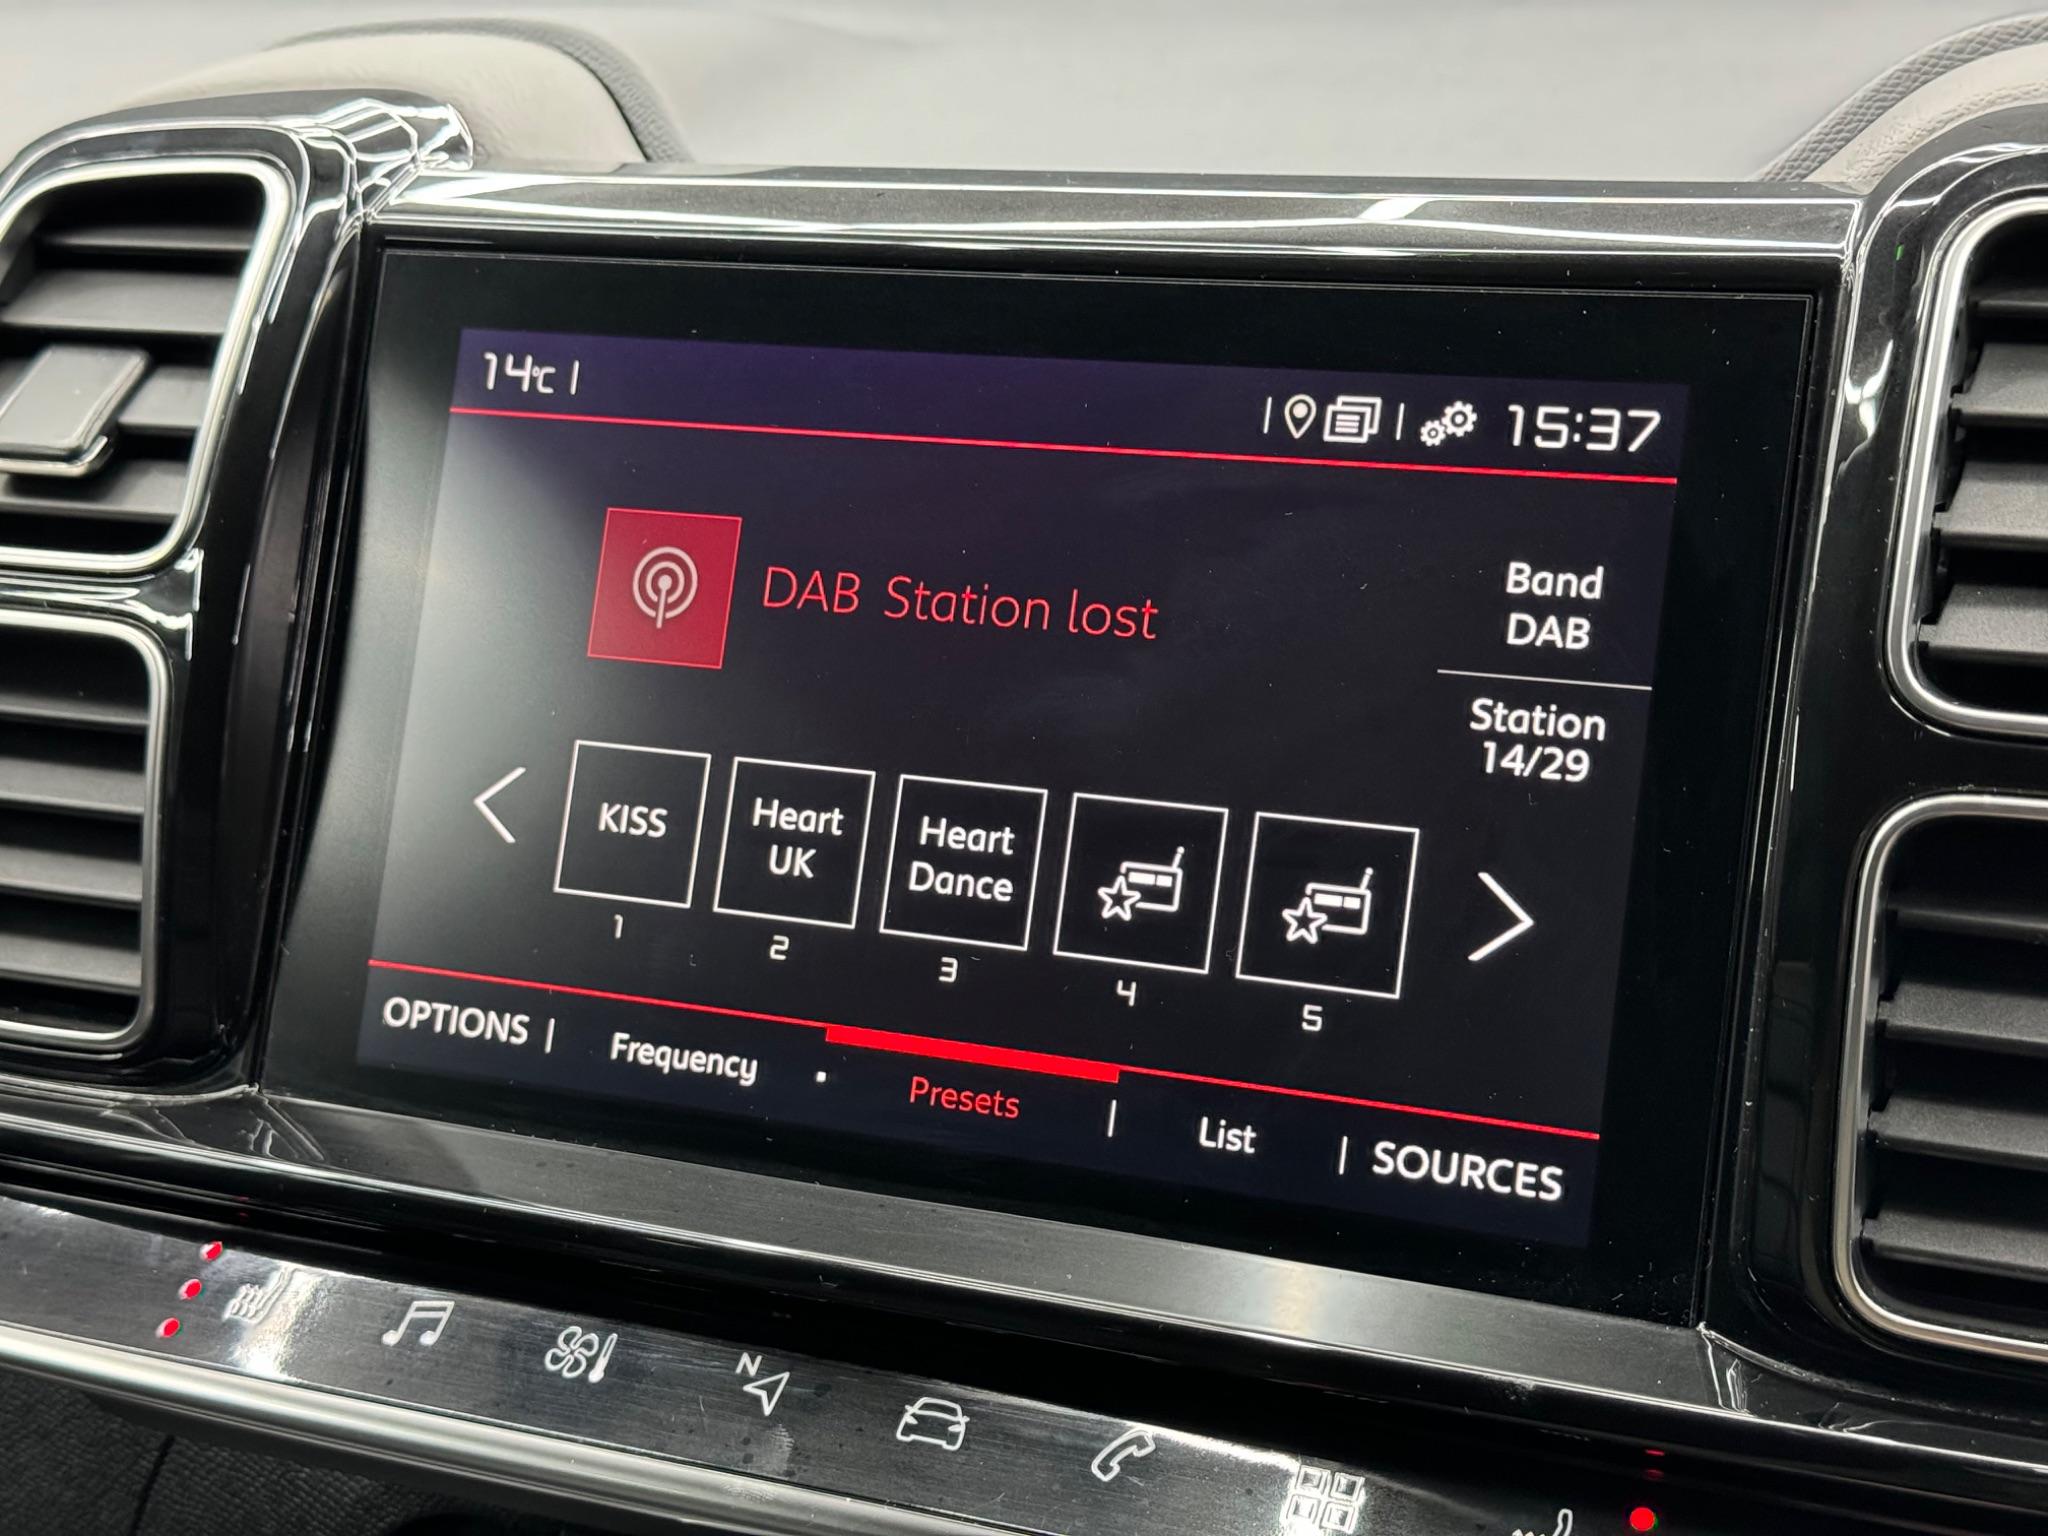 14°C
15:37
DAB Station lost
Band
DAB
Station
14/29
KISS
Heart
UK
Heart
Dance
1
2
3
4
5
OPTIONS
Frequency
Presets
List
SOURCES
N